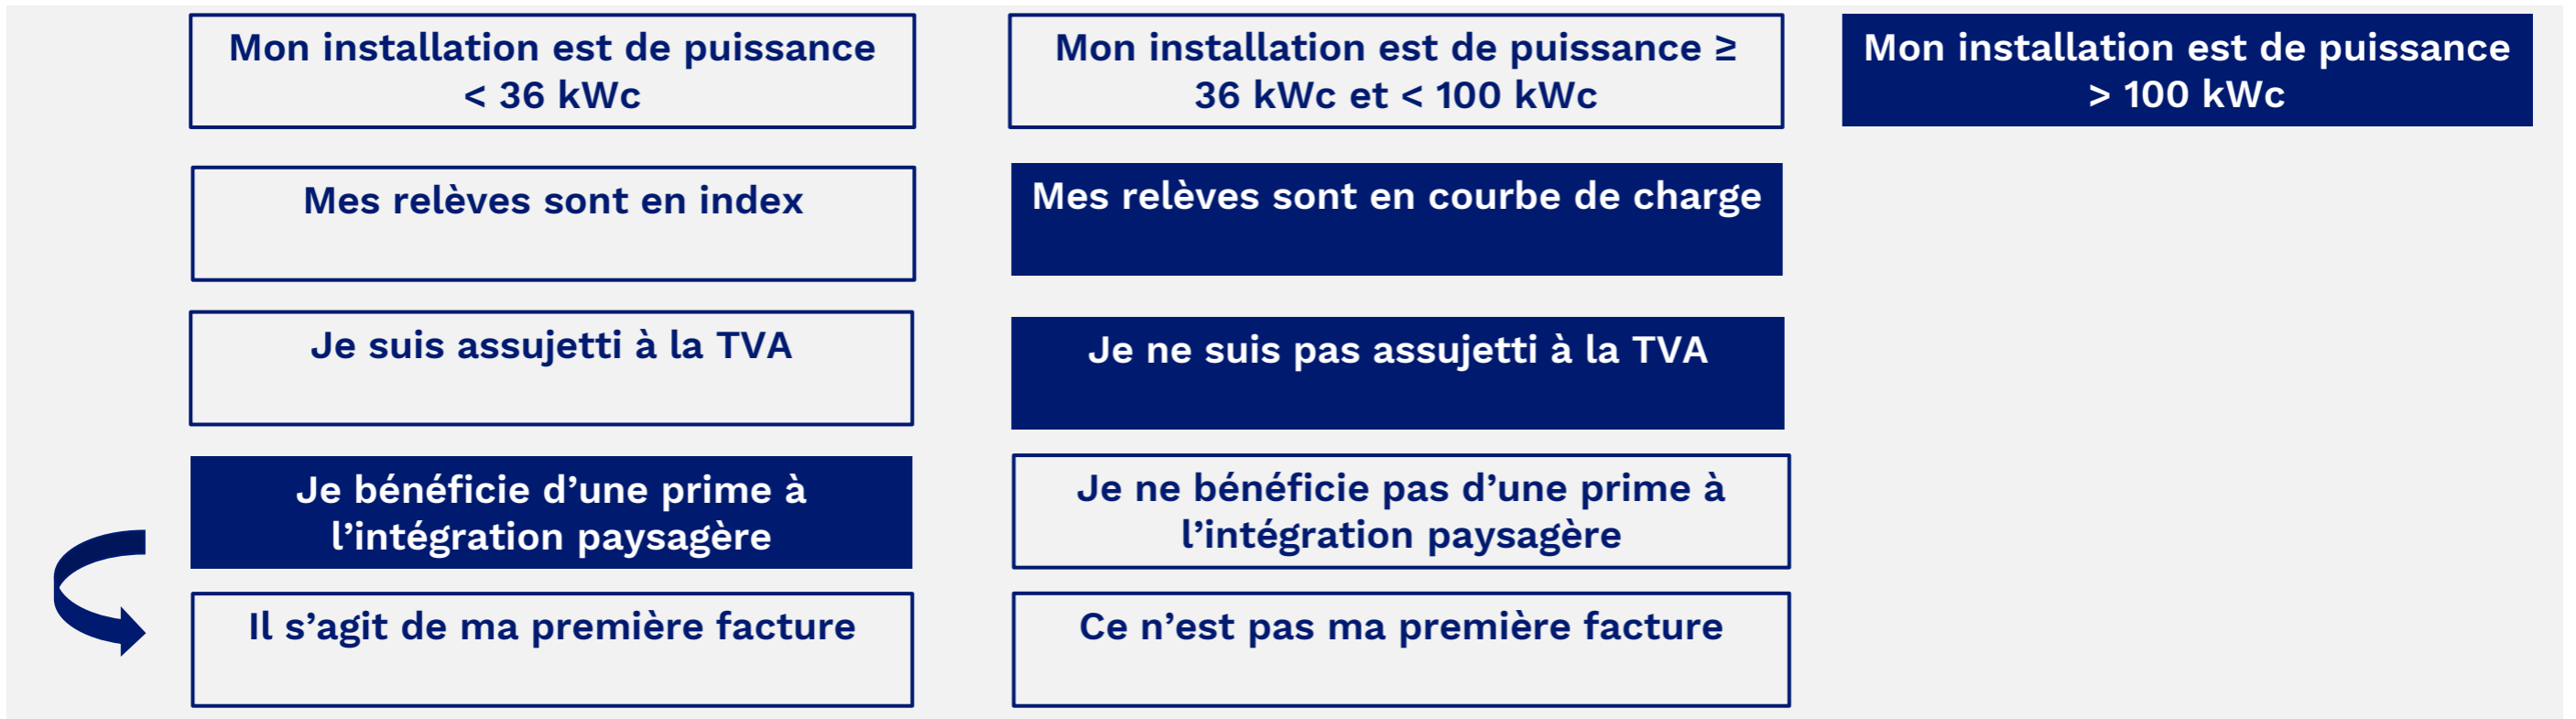 Mon installation est de puissance
< 36 kWc
Mon installation est de puissance ≥
36 kWc et < 100 kWc
Mon installation est de puissance
> 100 kWc
Mes relèves sont en index
Mes relèves sont en courbe de charge
Je suis assujetti à la TVA
Je ne suis pas assujetti à la TVA
Je bénéficie d’une prime à
l’intégration paysagère
Je ne bénéficie pas d’une prime à
l’intégration paysagère
Il s’agit de ma première facture
Ce n’est pas ma première facture